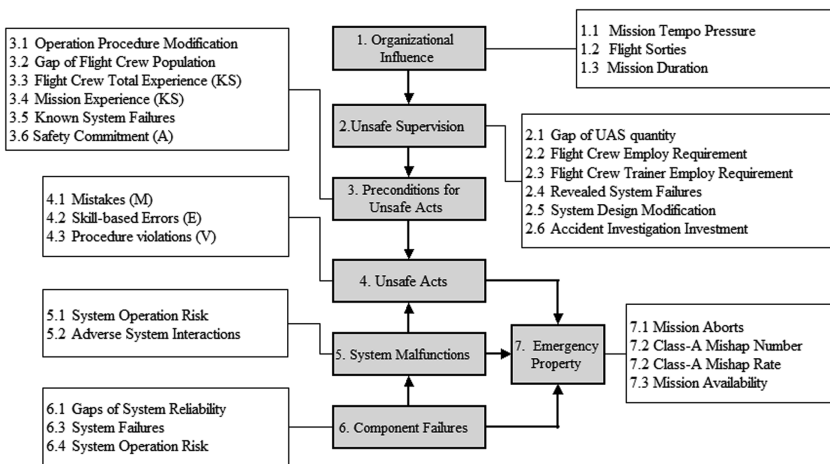 3.1 Operation Procedure Modification
3.2 Gap of Flight Crew Population
3.3 Flight Crew Total Experience (KS)
3.4 Mission Experience (KS)
3.5 Known System Failures
3.6 Safety Commitment (A)
1. Organizational
Influence
1.1 Mission Tempo Pressure
1.2 Flight Sorties
1.3 Mission Duration
2.Unsafe Supervision
2.1 Gap of UAS quantity
2.2 Flight Crew Employ Requirement
2.3 Flight Crew Trainer Employ Requirement
2.4 Revealed System Failures
2.5 System Design Modification
2.6 Accident Investigation Investment
3. Preconditions for
Unsafe Acts
4.1 Mistakes (M)
4.2 Skill-based Errors (E)
4.3 Procedure violations (V)
4. Unsafe Acts
5.1 System Operation Risk
5.2 Adverse System Interactions
5. System Malfunctions
7. Emergency
Property
7.1 Mission Aborts
7.2 Class-A Mishap Number
7.2 Class-A Mishap Rate
7.3 Mission Availability
6.1 Gaps of System Reliability
6.3 System Failures
6.4 System Operation Risk
6. Component Failures